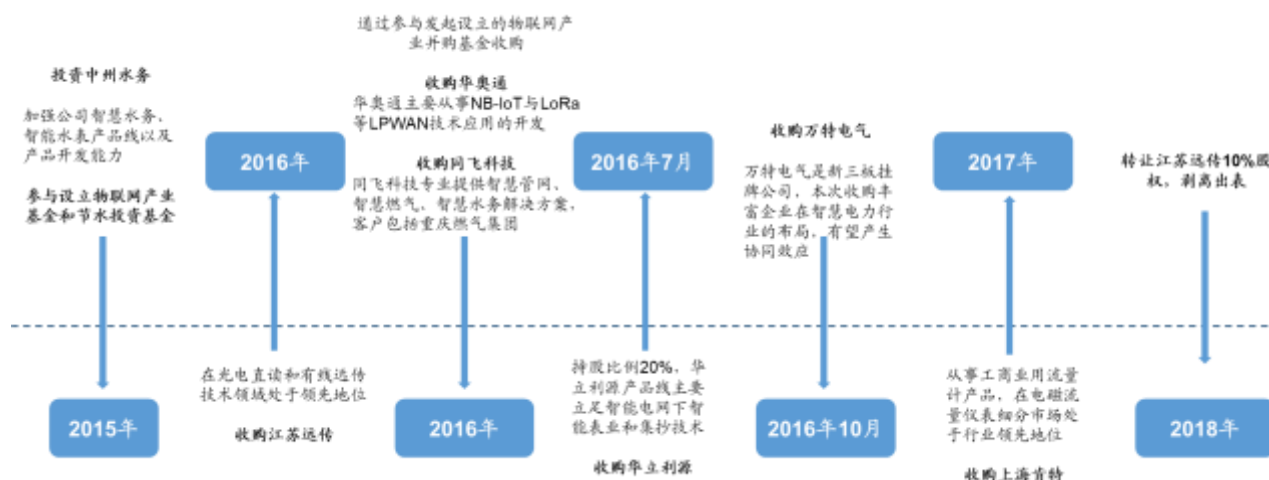 投资中州水务
加强公司智慧水务、
智能水表产品线以及
产品开发能力
参与设立物联网产业
基金和节水投资基金
2015年
2016年
在光电直读和有线远传
技术领域处于领先地位
收购江苏远传
通过参与发起设立的物联网产
业并购基金收购
收购华奥通
华奥通主要从事NB-IoT与LoRa
等LPWAN技术应用的开发
收购同飞科技
同飞科技专业提供智慧管网、
智慧燃气、智慧水务解决方案，
客户包括重庆燃气集团
2016年
2016年7月
持股比例20%，华
立利源产品线主要
立足智能电网下智
能表业和集抄技术
收购华立利源
收购万特电气
万特电气是新三板挂
牌公司，本次收购丰
富企业在智慧电力行
业的布局，有望产生
协同效应
2016年10月
2017年
从事工商业用流量
计产品，在电磁流
量仪表细分市场处
于行业领先地位
收购上海肯特
转让江苏远传10%股
权，剥离出表
2018年